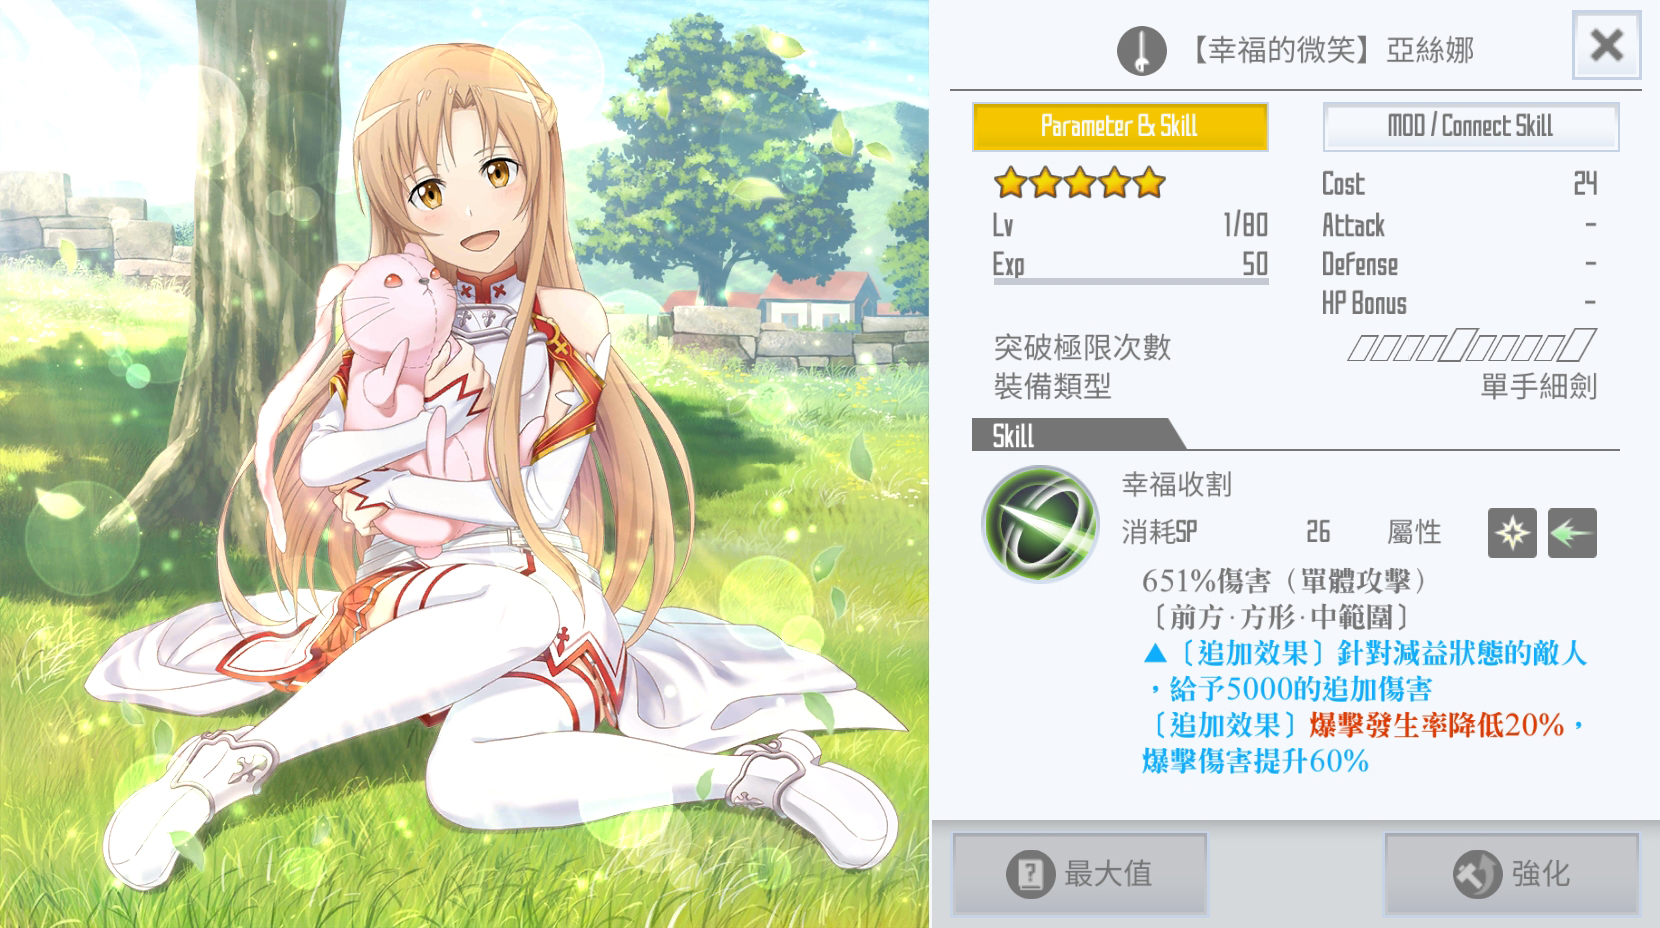 【幸福的微笑】亞絲娜
Parameter & Skill
MOD / Connect Skill
Lv 1/80
Exp 50
Cost 24
Attack -
Defense -
HP Bonus -
突破極限次數
裝備類型 單手細劍
Skill
幸福收割
消耗SP 26 屬性
651%傷害（單體攻擊）
〔前方·方形·中範圍〕
▲〔追加效果〕針對減益狀態的敵人
，給予5000的追加傷害
〔追加效果〕爆擊發生率降低20%，
爆擊傷害提升60%
最大值
強化